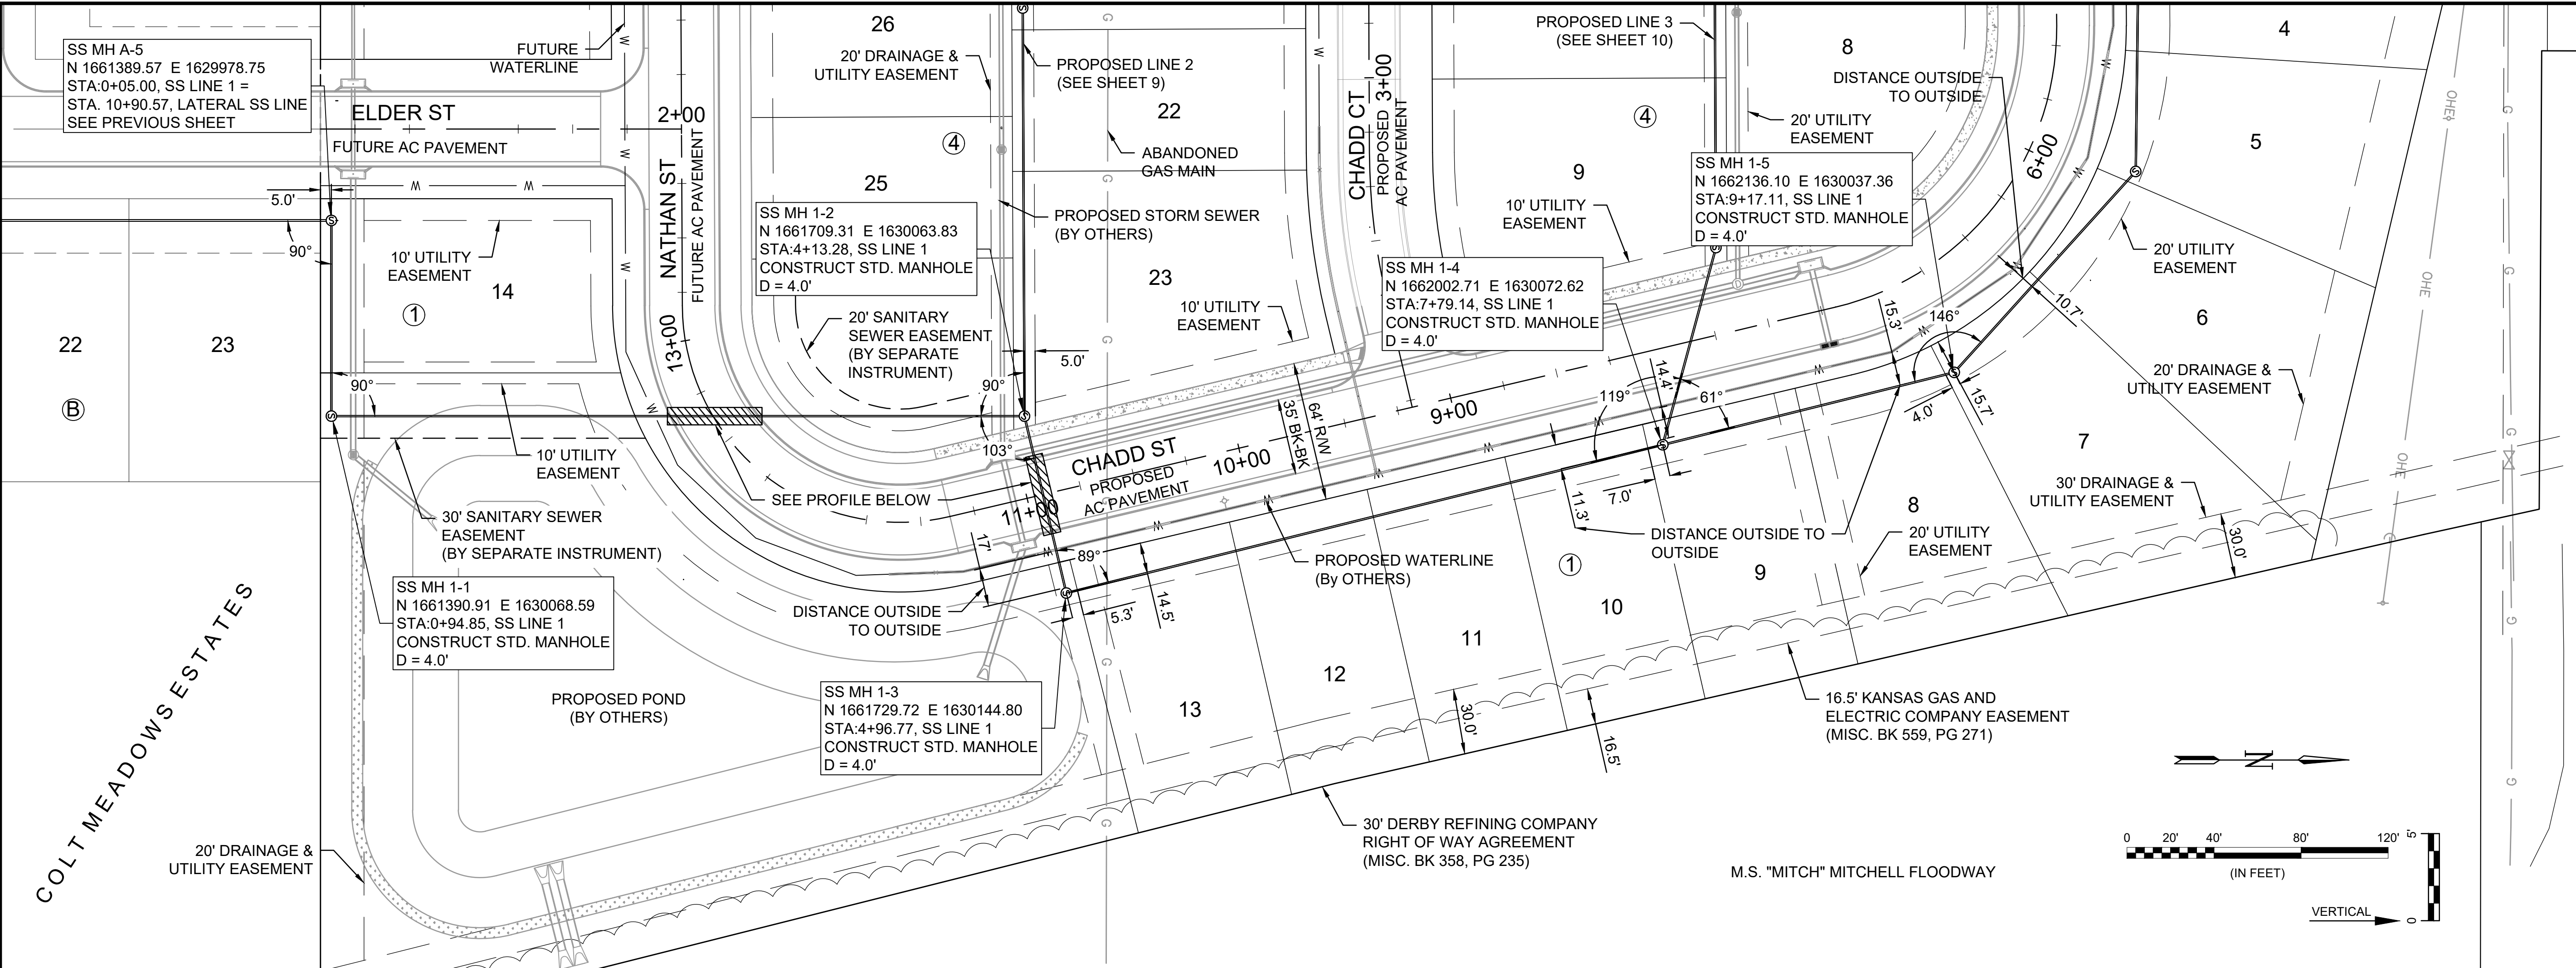 SS MH A-5
N 1661389.57 E 1629978.75
STA:0+05.00, SS LINE 1 =
STA. 10+90.57, LATERAL SS LINE
SEE PREVIOUS SHEET
FUTURE
WATERLINE
ELDER ST
FUTURE AC PAVEMENT
5.0'
90°
10' UTILITY
EASEMENT
14
1
22
23
B
90°
2+00
NATHAN ST
FUTURE AC PAVEMENT
13+00
26
20' DRAINAGE &
UTILITY EASEMENT
4
25
PROPOSED LINE 2
(SEE SHEET 9)
22
ABANDONED
GAS MAIN
SS MH 1-2
N 1661709.31 E 1630063.83
STA:4+13.28, SS LINE 1
CONSTRUCT STD. MANHOLE
D = 4.0'
PROPOSED STORM SEWER
(BY OTHERS)
23
20' SANITARY
SEWER EASEMENT
(BY SEPARATE
INSTRUMENT)
5.0'
90°
103°
10' UTILITY
EASEMENT
CHADD CT
PROPOSED 3+00
AC PAVEMENT
PROPOSED LINE 3
(SEE SHEET 10)
4
9
10' UTILITY
EASEMENT
8
DISTANCE OUTSIDE
TO OUTSIDE
20' UTILITY
EASEMENT
SS MH 1-5
N 1662136.10 E 1630037.36
STA:9+17.11, SS LINE 1
CONSTRUCT STD. MANHOLE
D = 4.0'
SS MH 1-4
N 1662002.71 E 1630072.62
STA:7+79.14, SS LINE 1
CONSTRUCT STD. MANHOLE
D = 4.0'
6+00
4
5
OHE
OHE
OHE
G
G
G
G
G
20' UTILITY
EASEMENT
10.7'
6
15.3'
146°
14.4'
119°
61°
4.0'
15.7'
20' DRAINAGE &
UTILITY EASEMENT
7
30' DRAINAGE &
UTILITY EASEMENT
30.0'
8
20' UTILITY
EASEMENT
9+00
35' BK-BK
64' R/W
CHADD ST
PROPOSED
AC PAVEMENT
10+00
11+00
10' UTILITY
EASEMENT
SEE PROFILE BELOW
30' SANITARY SEWER
EASEMENT
(BY SEPARATE INSTRUMENT)
17'
89°
11.3'
7.0'
DISTANCE OUTSIDE TO
OUTSIDE
PROPOSED WATERLINE
(By OTHERS)
1
9
10
11
12
13
SS MH 1-1
N 1661390.91 E 1630068.59
STA:0+94.85, SS LINE 1
CONSTRUCT STD. MANHOLE
D = 4.0'
DISTANCE OUTSIDE
TO OUTSIDE
5.3'
14.5'
SS MH 1-3
N 1661729.72 E 1630144.80
STA:4+96.77, SS LINE 1
CONSTRUCT STD. MANHOLE
D = 4.0'
PROPOSED POND
(BY OTHERS)
COLT MEADOWS ESTATES
30.0'
16.5'
16.5' KANSAS GAS AND
ELECTRIC COMPANY EASEMENT
(MISC. BK 559, PG 271)
30' DERBY REFINING COMPANY
RIGHT OF WAY AGREEMENT
(MISC. BK 358, PG 235)
20' DRAINAGE &
UTILITY EASEMENT
M.S. "MITCH" MITCHELL FLOODWAY
N
0 20' 40' 80' 120'
(IN FEET)
5'
0
VERTICAL